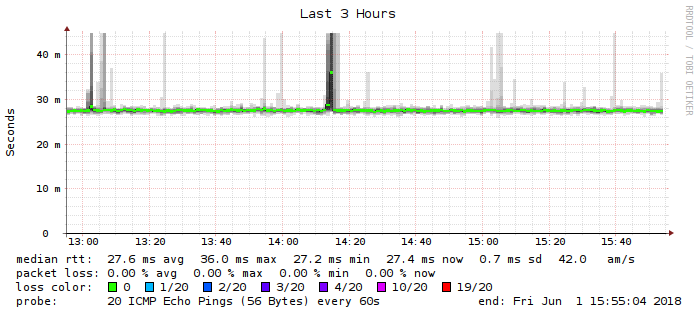 Last 3 Hours
RRDTOOL / TOBI OETIKER
Seconds
40 m
30 m
20 m
10 m
0
13:00 13:20 13:40 14:00 14:20 14:40 15:00 15:20 15:40
median rtt: 27.6 ms avg 36.0 ms max 27.2 ms min 27.4 ms now 0.7 ms sd 42.0 am/s
packet loss: 0.00 % avg 0.00 % max 0.00 % min 0.00 % now
loss color: 0 1/20 2/20 3/20 4/20 10/20 19/20
probe: 20 ICMP Echo Pings (56 Bytes) every 60s end: Fri Jun 1 15:55:04 2018